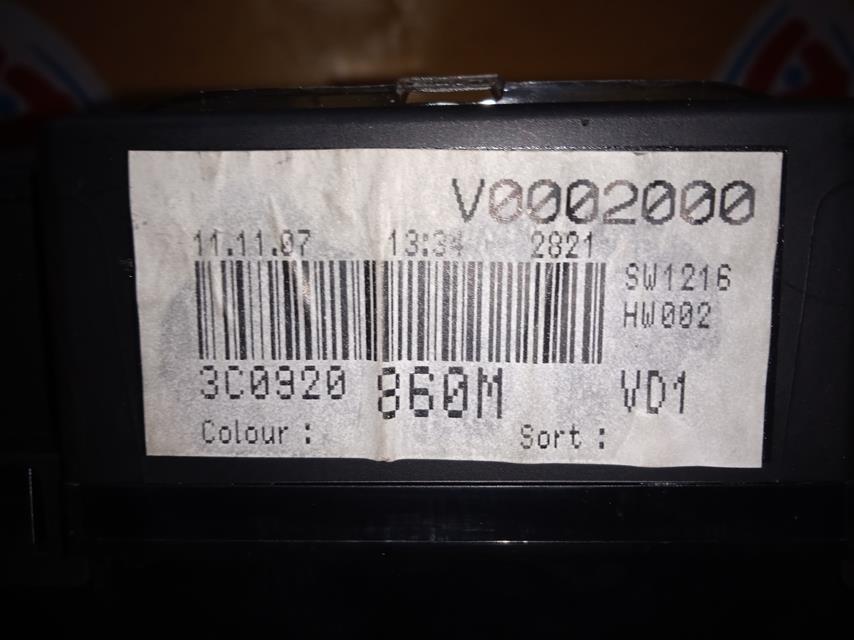 V0002000
11.11.07 13:34 2821
SW1216
HW002
3C0920 860M VD1
Colour : Sort :